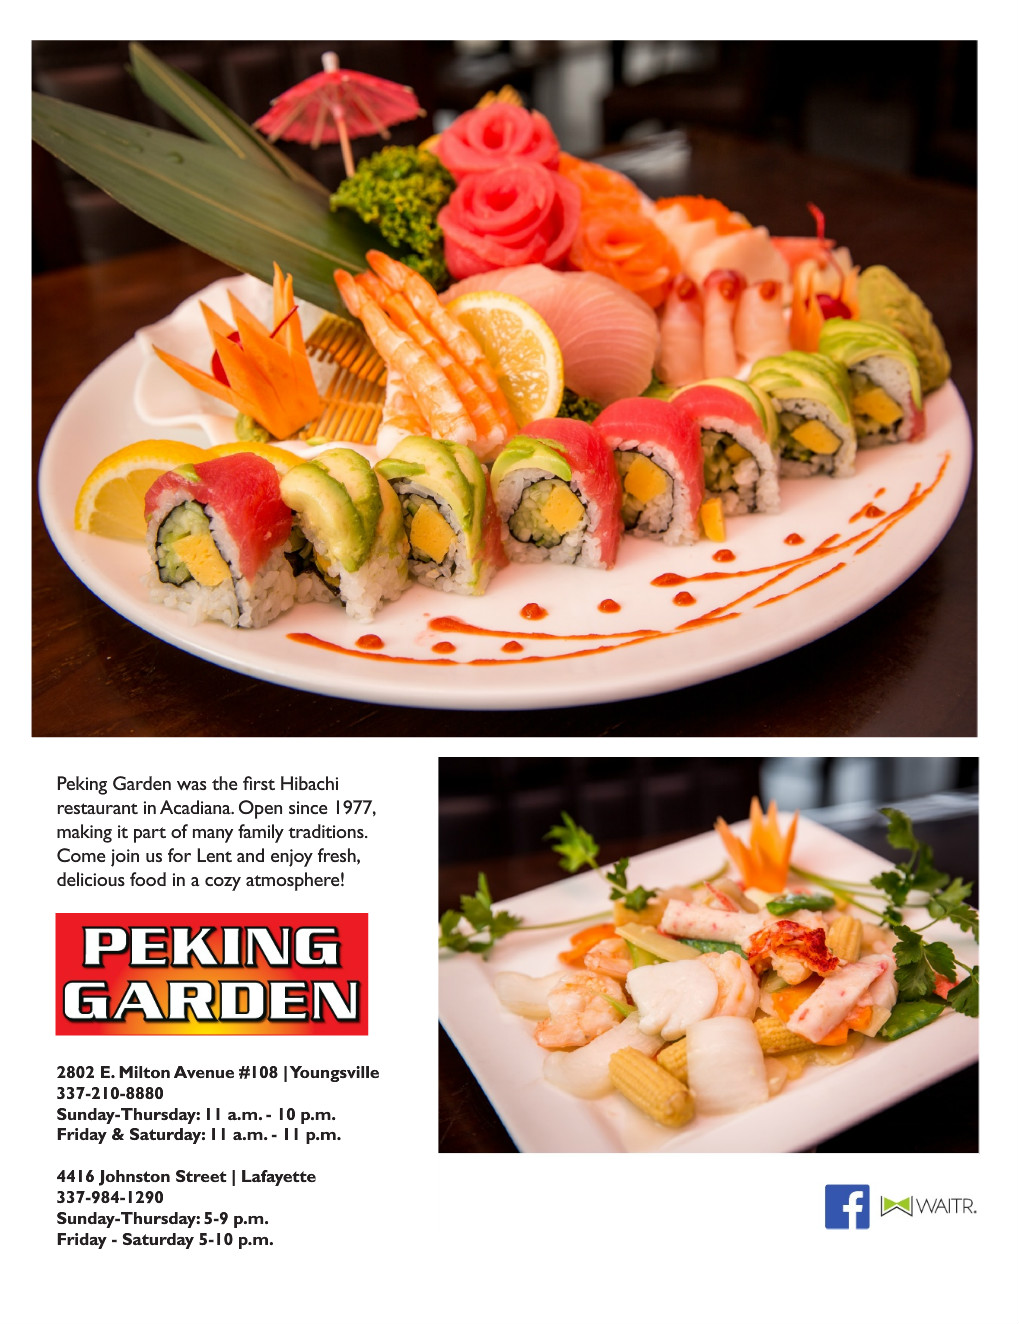 Peking Garden was the first Hibachi
restaurant in Acadiana. Open since 1977,
making it part of many family traditions.
Come join us for Lent and enjoy fresh,
delicious food in a cozy atmosphere!
PEKING
GARDEN
2802 E. Milton Avenue #108 | Youngsville
337-210-8880
Sunday-Thursday: 11 a.m. - 10 p.m.
Friday & Saturday: 11 a.m. - 11 p.m.
4416 Johnston Street | Lafayette
337-984-1290
Sunday-Thursday: 5-9 p.m.
Friday - Saturday 5-10 p.m.
f WAITR.